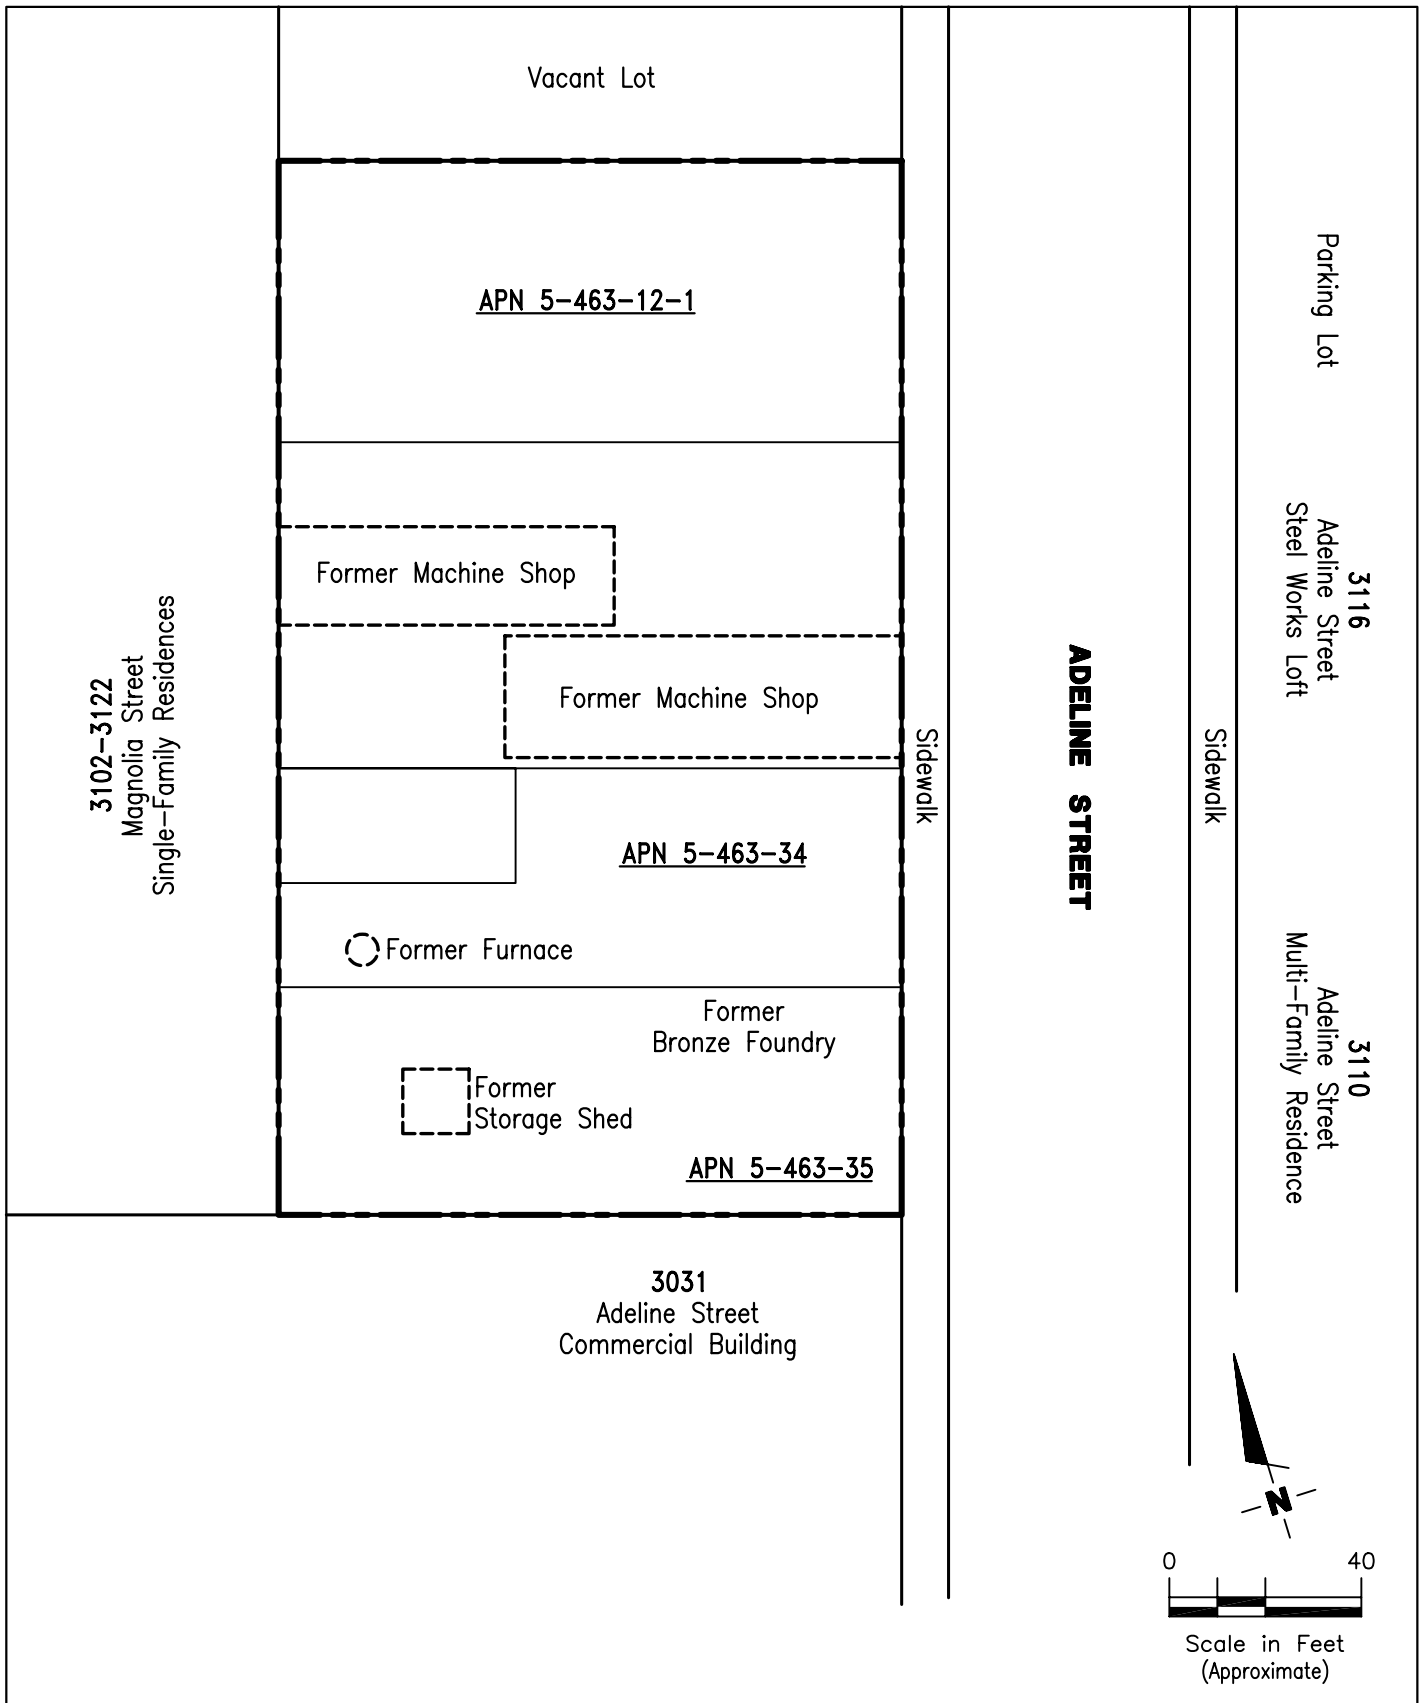 Vacant Lot
APN 5-463-12-1
Parking Lot
Former Machine Shop
3116
Adeline Street
Steel Works Loft
3102-3122
Magnolia Street
Single-Family Residences
Former Machine Shop
Sidewalk
ADELINE STREET
Sidewalk
APN 5-463-34
Former Furnace
3110
Adeline Street
Multi-Family Residence
Former
Bronze Foundry
Former
Storage Shed
APN 5-463-35
3031
Adeline Street
Commercial Building
N
0 40
Scale in Feet
(Approximate)